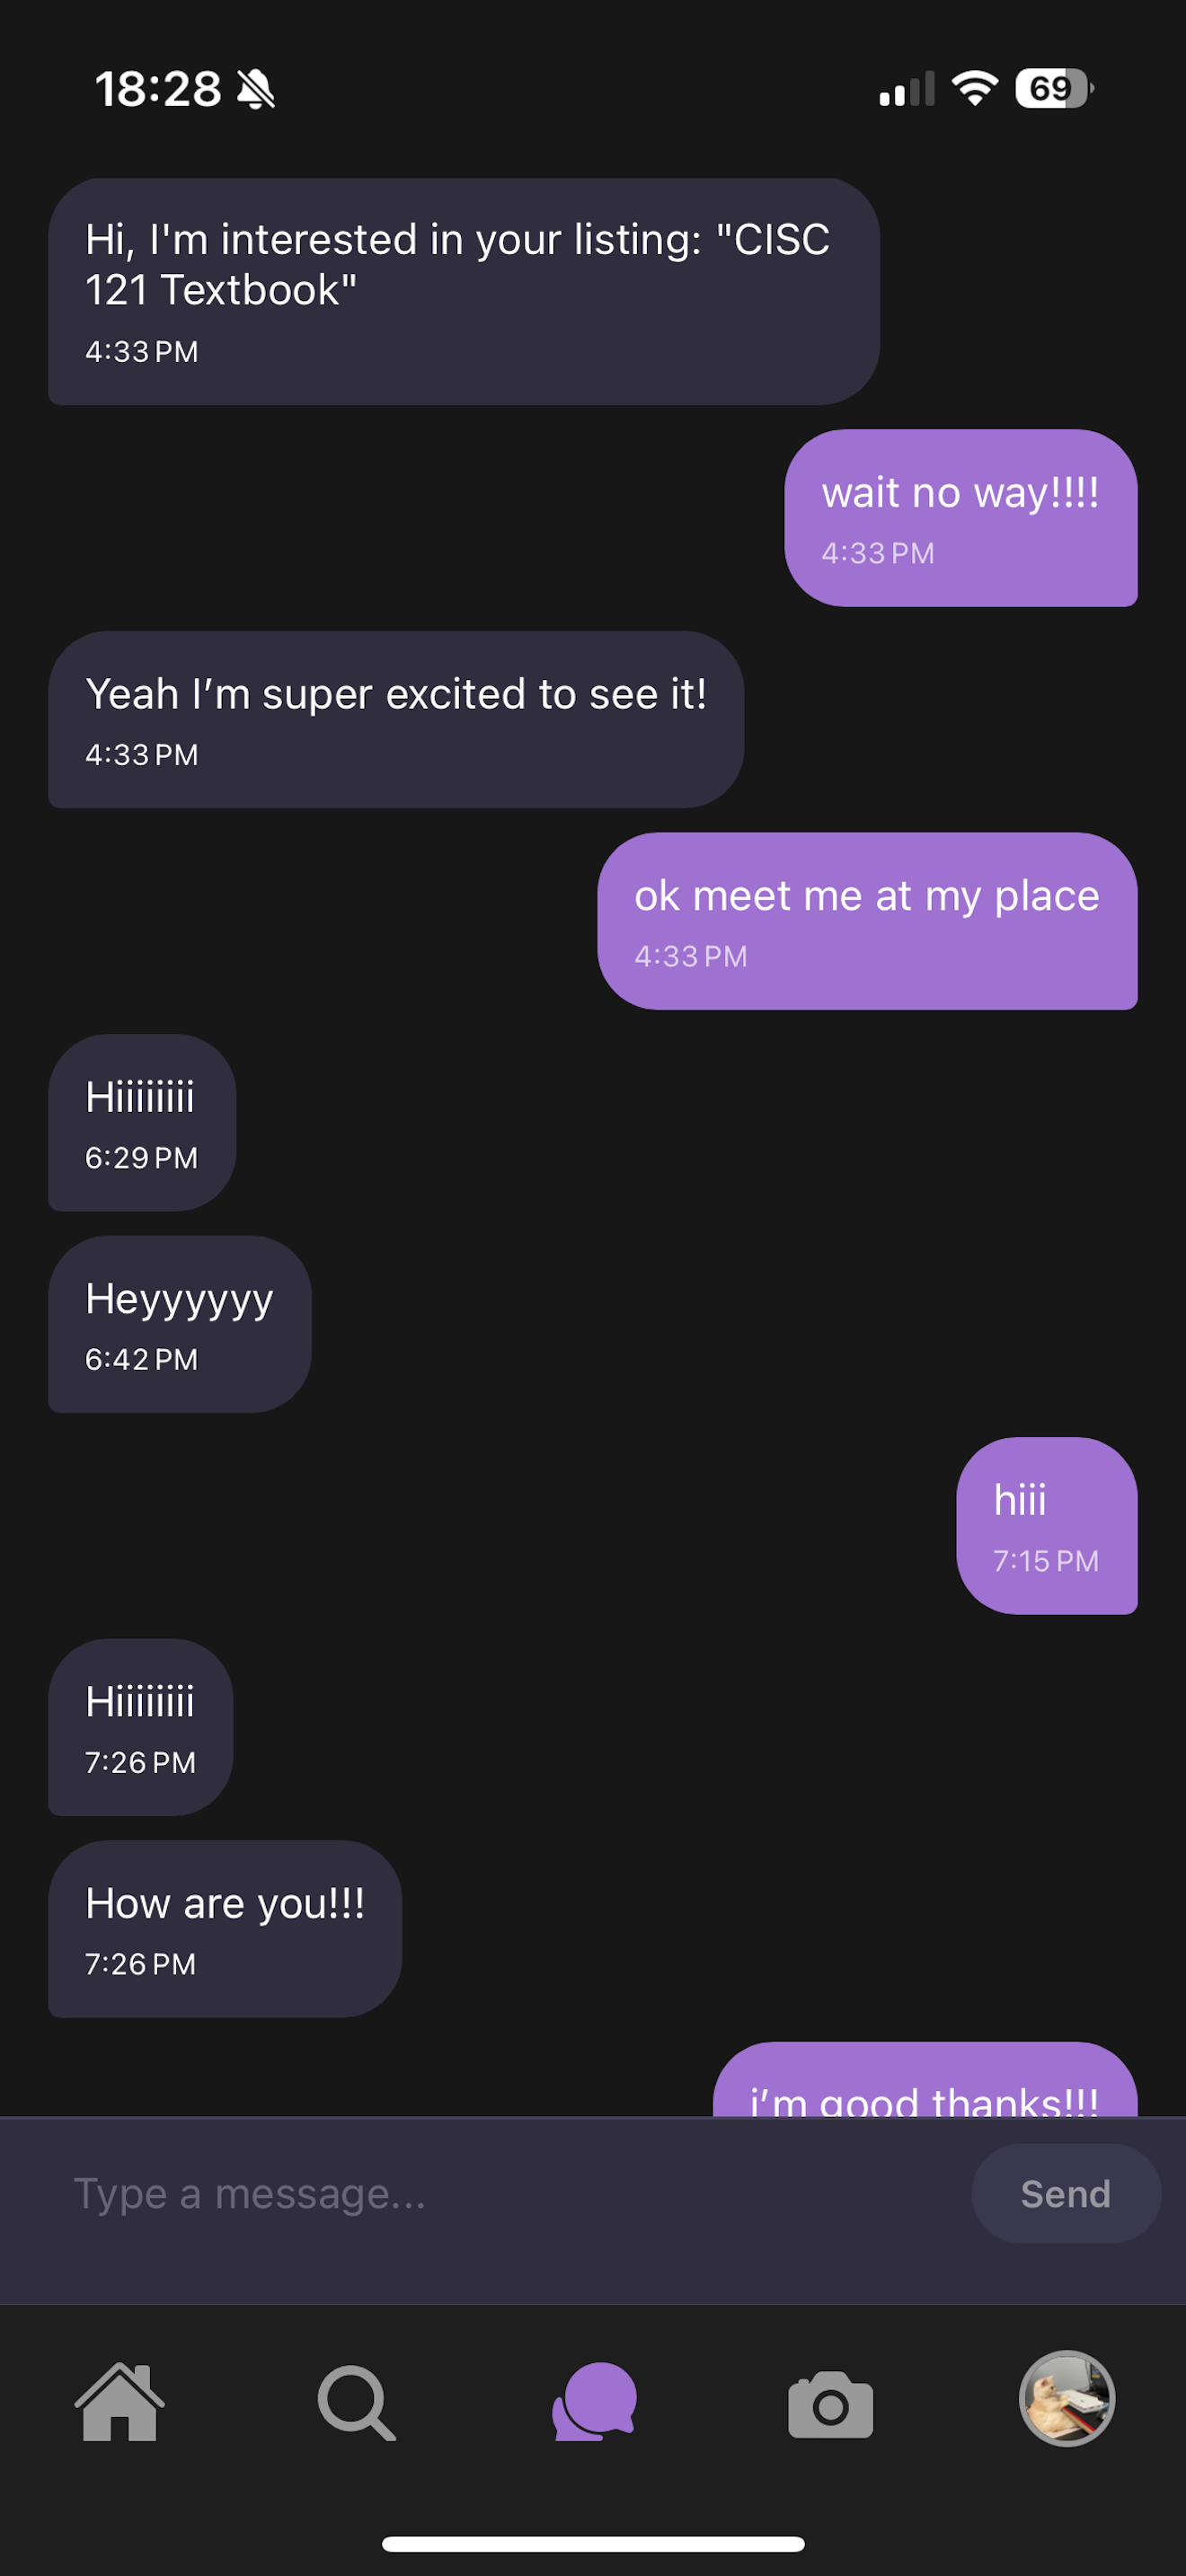 18:28
69
Hi, I'm interested in your listing: "CISC
121 Textbook"
4:33 PM
wait no way!!!!
4:33 PM
Yeah I’m super excited to see it!
4:33 PM
ok meet me at my place
4:33 PM
Hiiiiiiiii
6:29 PM
Heyyyyyy
6:42 PM
hiii
7:15 PM
Hiiiiiiiii
7:26 PM
How are you!!!
7:26 PM
i’m good thanks!!!
Type a message...
Send